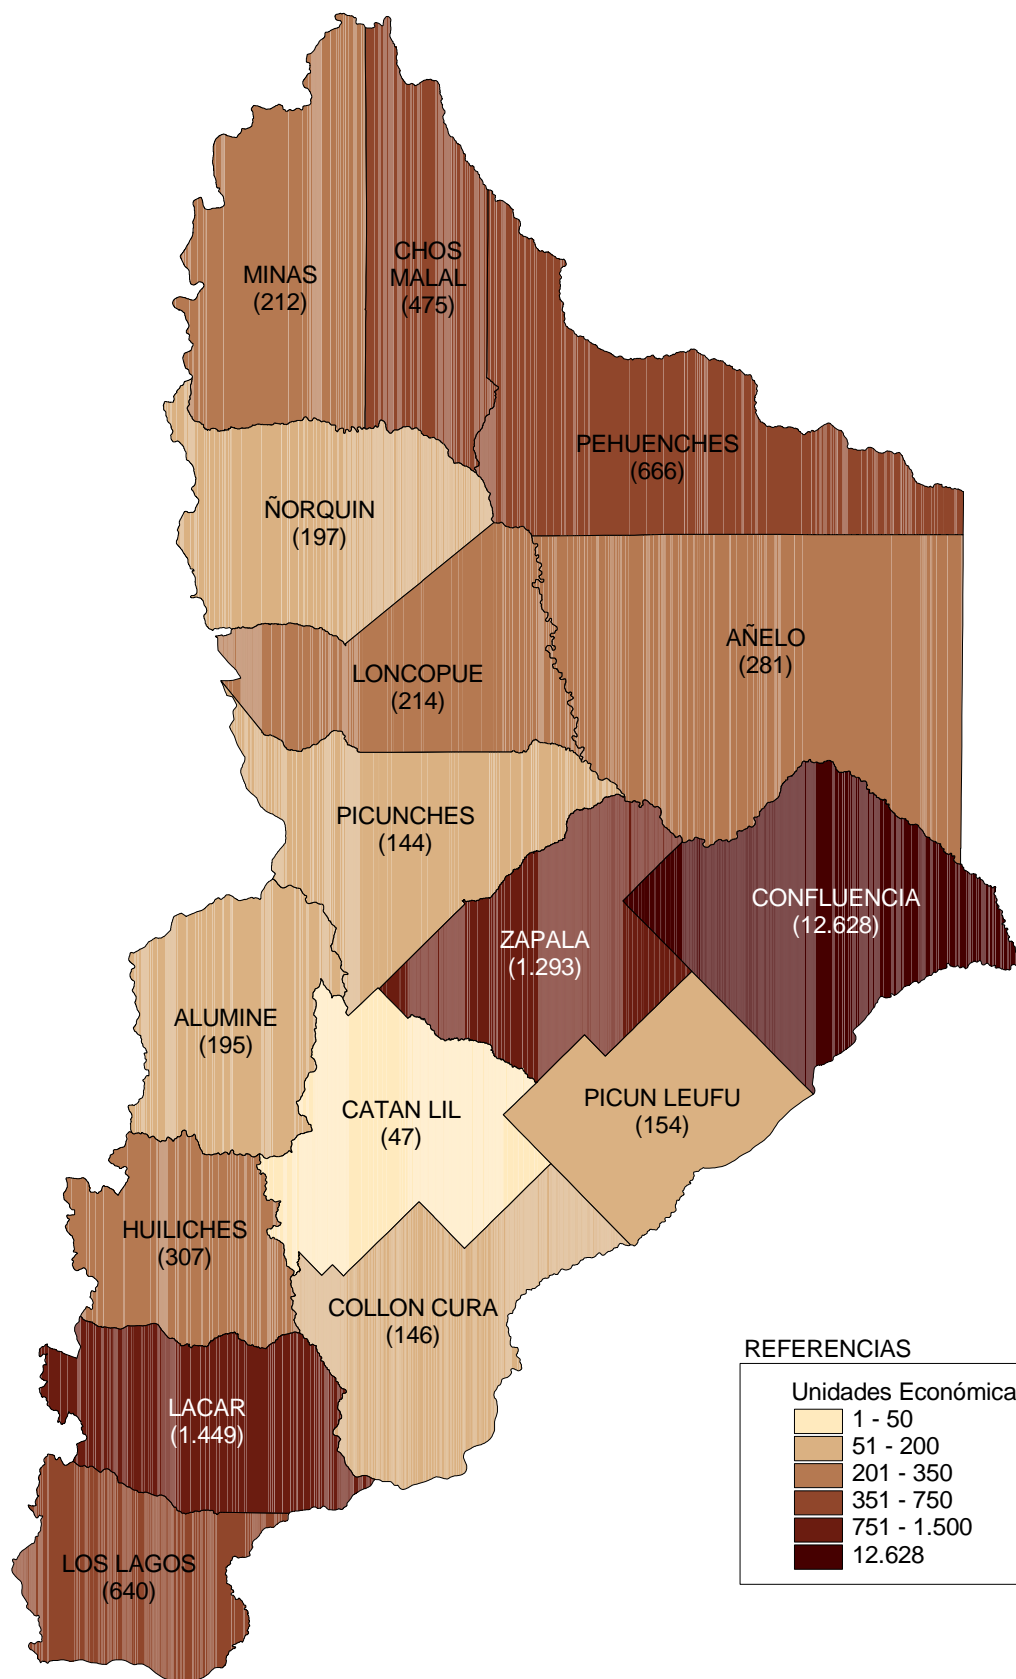 CHOS
MALAL
(475)
MINAS
(212)
PEHUENCHES
(666)
ÑORQUIN
(197)
AÑELO
(281)
LONCOPUE
(214)
PICUNCHES
(144)
CONFLUENCIA
(12.628)
ZAPALA
(1.293)
ALUMINE
(195)
CATAN LIL
(47)
PICUN LEUFU
(154)
HUILICHES
(307)
COLLON CURA
(146)
LACAR
(1.449)
LOS LAGOS
(640)
REFERENCIAS
Unidades Económica
1 - 50
51 - 200
201 - 350
351 - 750
751 - 1.500
12.628